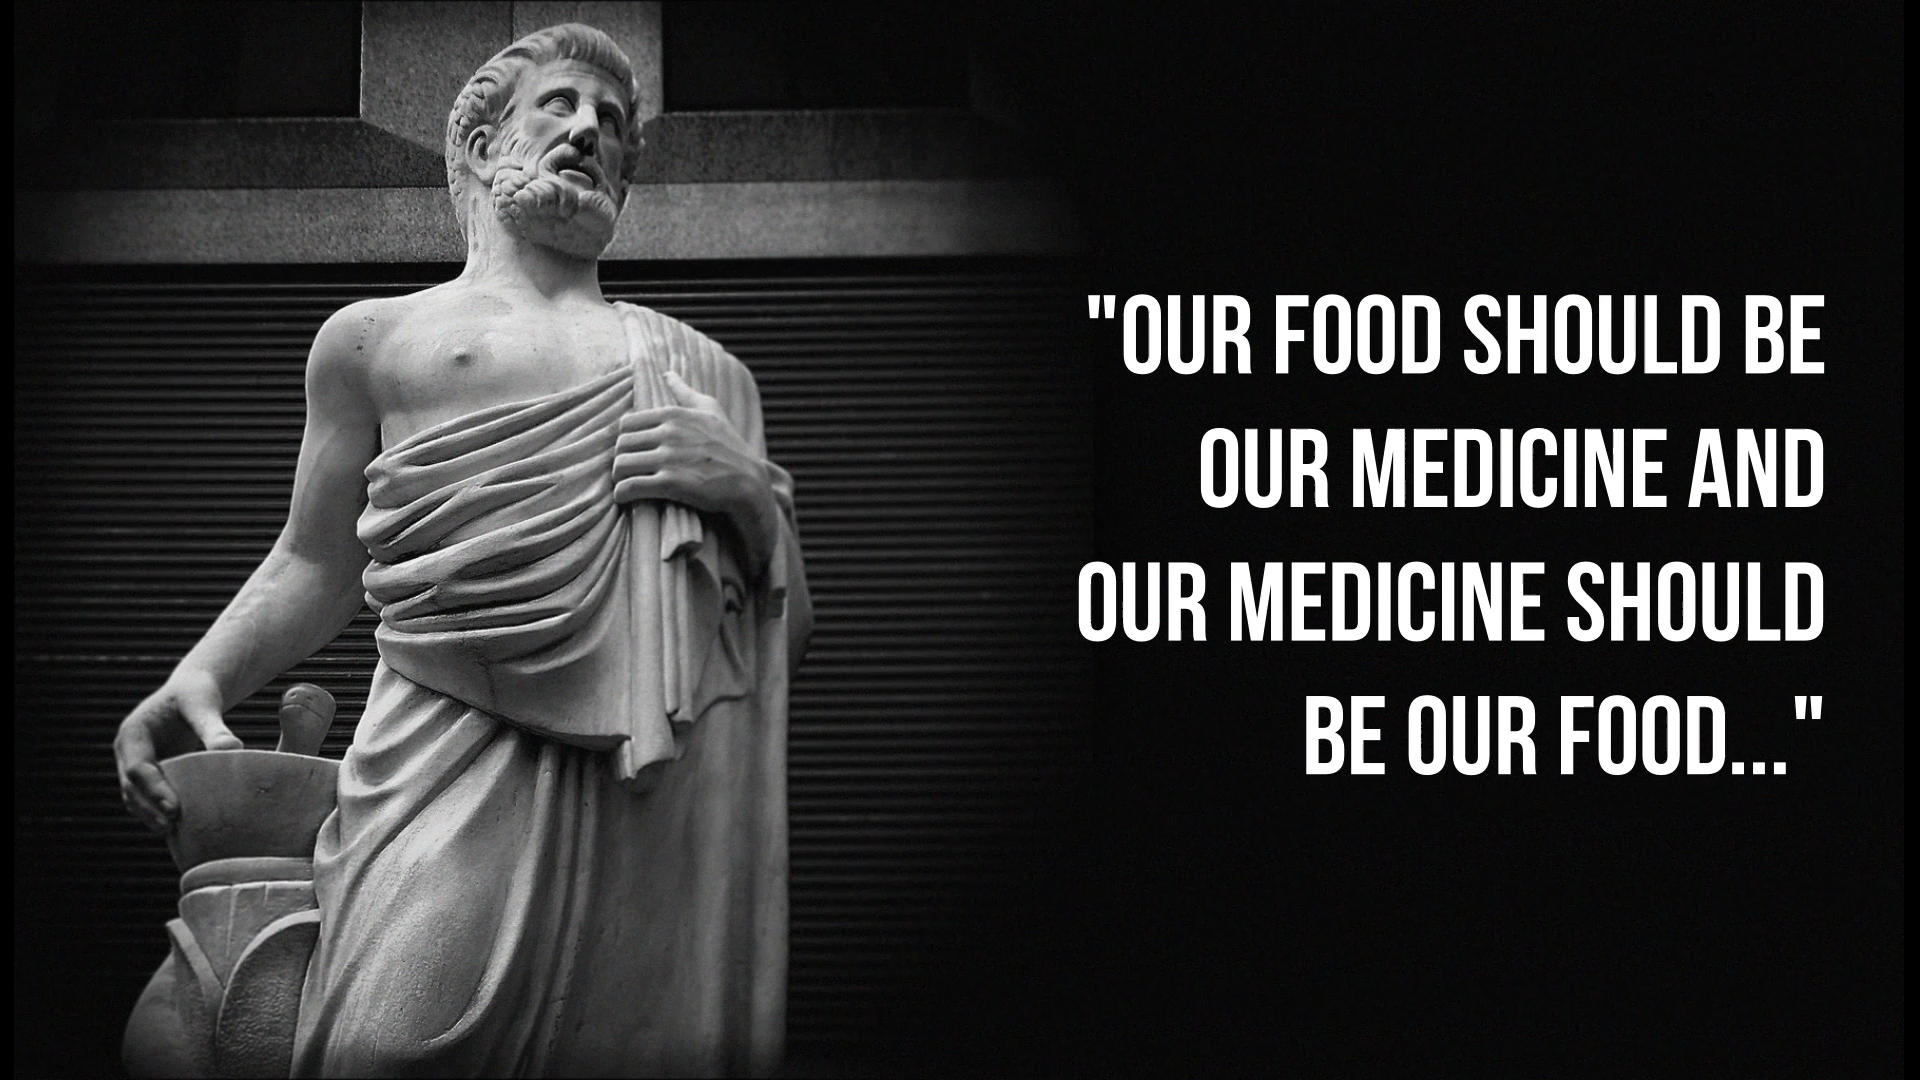 "OUR FOOD SHOULD BE
OUR MEDICINE AND
OUR MEDICINE SHOULD
BE OUR FOOD..."